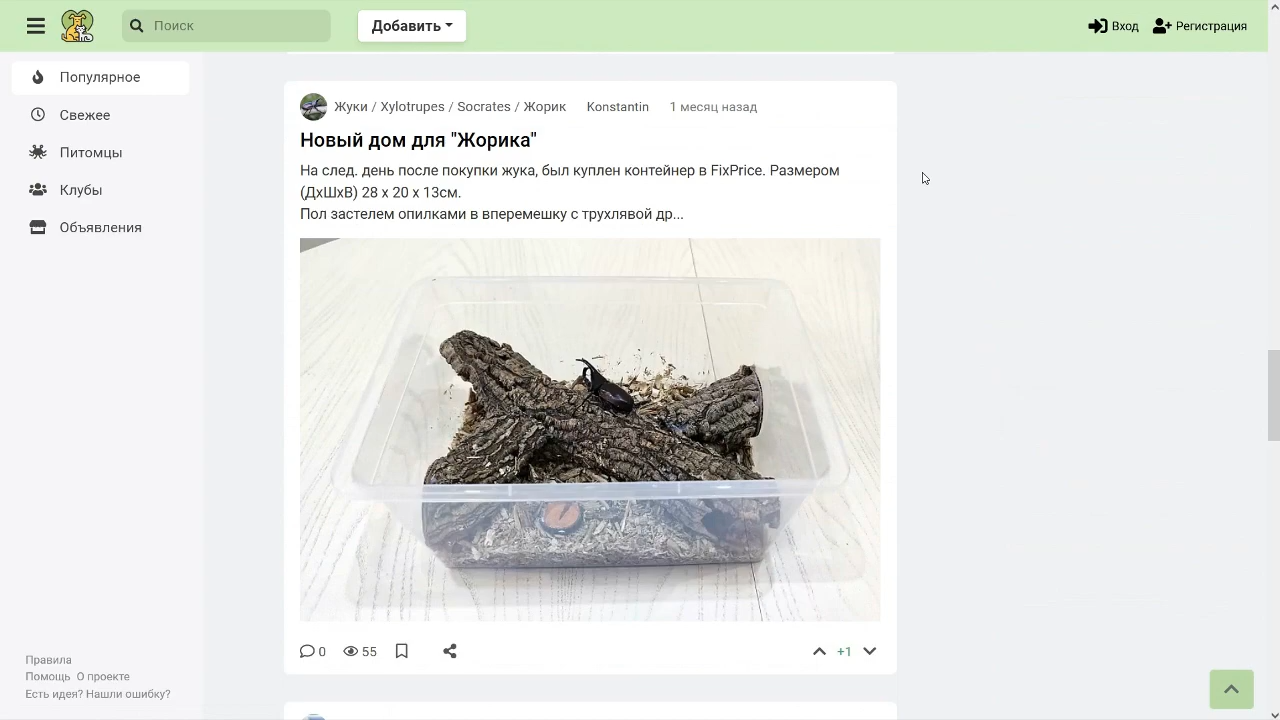 Поиск
Добавить
Вход
Регистрация
Популярное
Свежее
Питомцы
Клубы
Объявления
Жуки / Xylotrupes / Socrates / Жорик Konstantin 1 месяц назад
Новый дом для "Жорика"
На след. день после покупки жука, был куплен контейнер в FixPrice. Размером
(ДхШхВ) 28 х 20 х 13см.
Пол застелем опилками в вперемешку с трухлявой др...
0 55 +1
Правила
Помощь О проекте
Есть идея? Нашли ошибку?